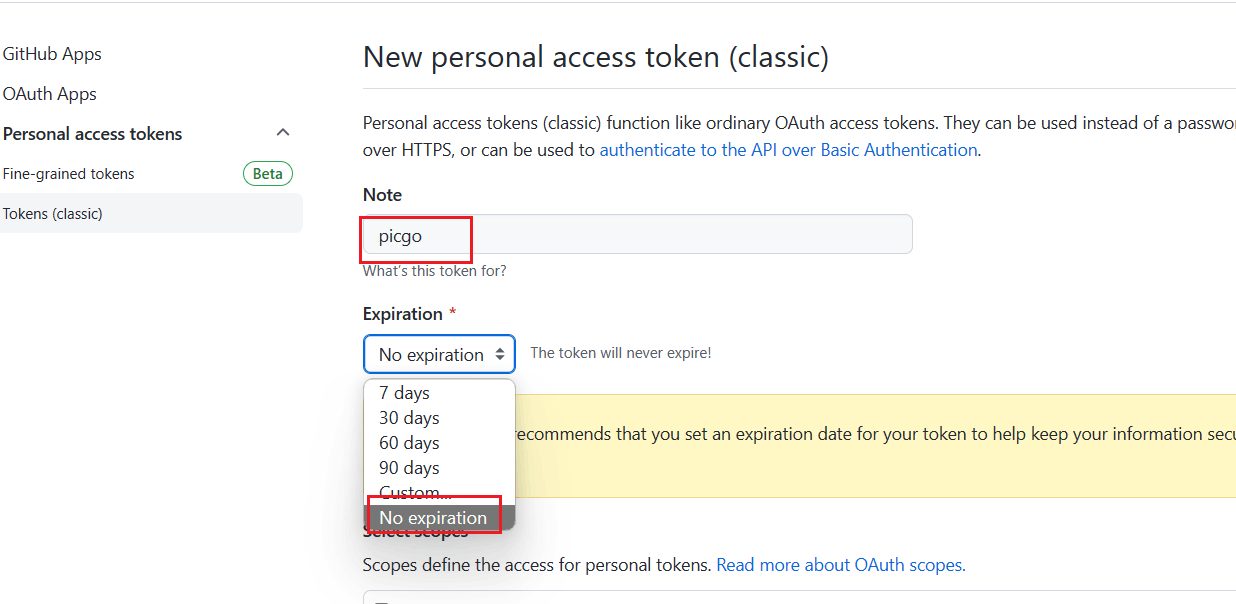 GitHub Apps
OAuth Apps
Personal access tokens
Fine-grained tokens Beta
Tokens (classic)
New personal access token (classic)
Personal access tokens (classic) function like ordinary OAuth access tokens. They can be used instead of a
over HTTPS, or can be used to authenticate to the API over Basic Authentication.
Note
picgo
What's this token for?
Expiration *
No expiration The token will never expire!
7 days
30 days
60 days
90 days
Custom...
No expiration
recommends that you set an expiration date for your token to help keep your information
Select scopes
Scopes define the access for personal tokens. Read more about OAuth scopes.